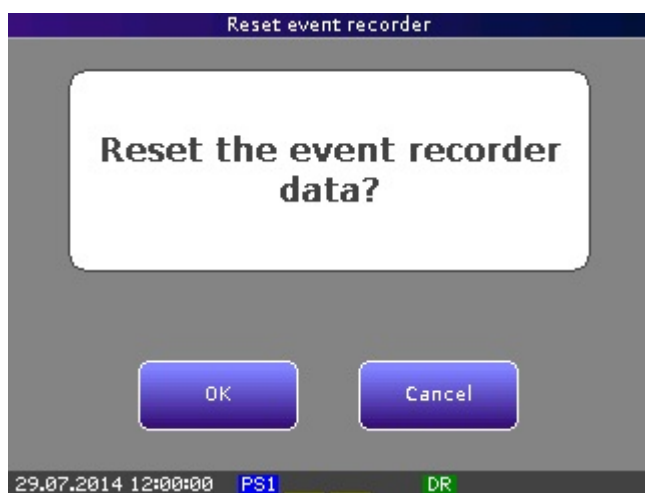 Reset event recorder
Reset the event recorder
data?
OK Cancel
29.07.2014 12:00:00 PS1 DR